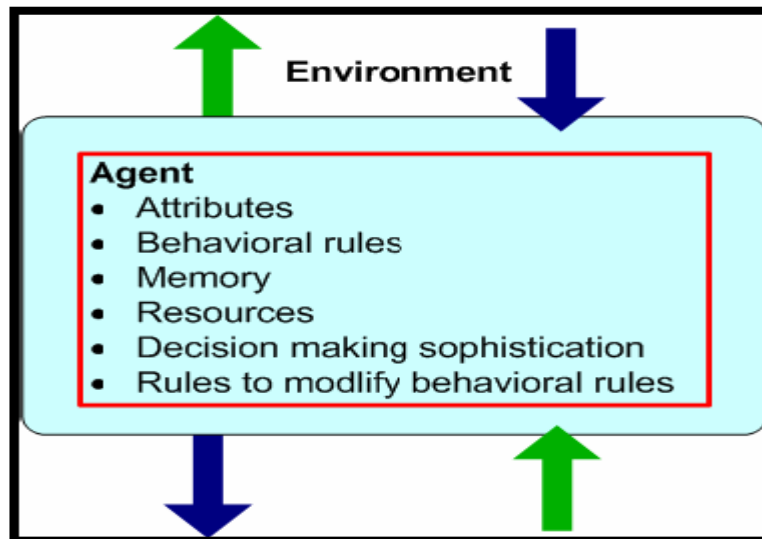 Environment
Agent
• Attributes
• Behavioral rules
• Memory
• Resources
• Decision making sophistication
• Rules to modlify behavioral rules